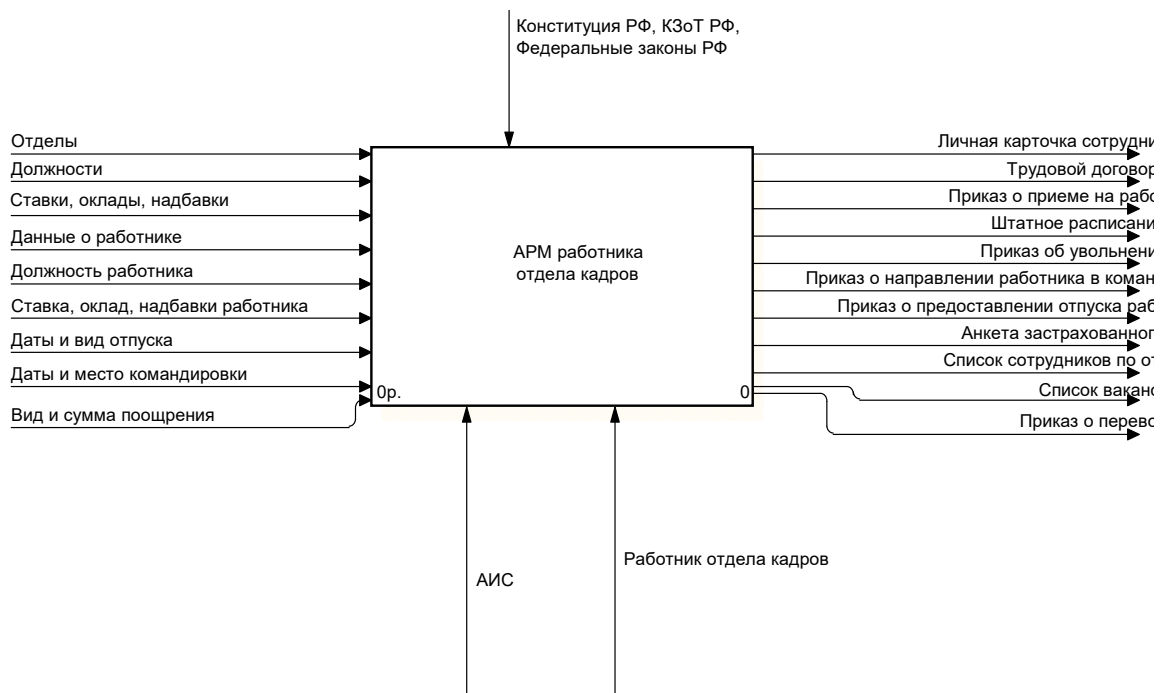 Конституция РФ, КЗоТ РФ,
Федеральные законы РФ
Отделы
Должности
Ставки, оклады, надбавки
Данные о работнике
Должность работника
Ставка, оклад, надбавки работника
Даты и вид отпуска
Даты и место командировки
Вид и сумма поощрения
АРМ работника
отдела кадров
0р.
0
Личная карточка сотрудни
Трудовой договор
Приказ о приеме на рабо
Штатное расписани
Приказ об увольнени
Приказ о направлении работника в коман
Приказ о предоставлении отпуска раб
Анкета застрахованног
Список сотрудников по от
Список вакано
Приказ о перево
АИС
Работник отдела кадров